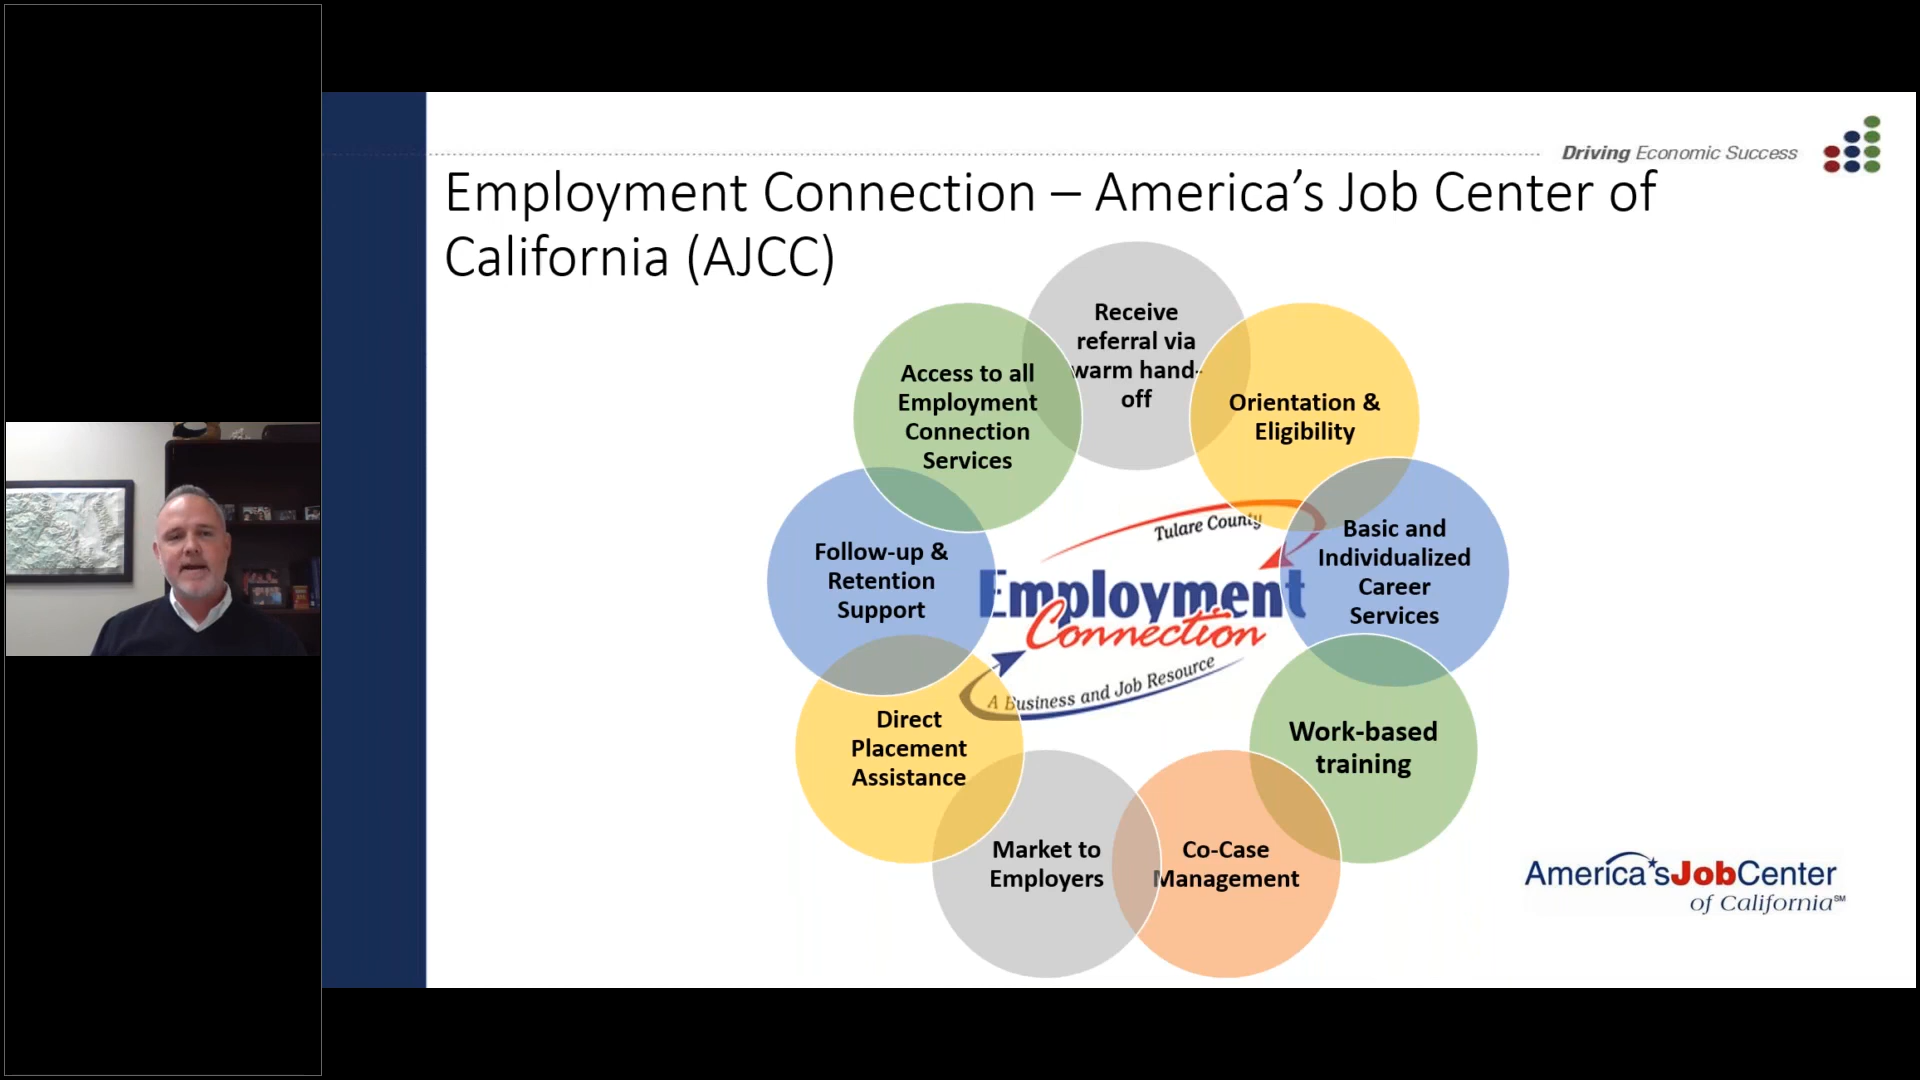 Driving Economic Success
Employment Connection – America’s Job Center of
California (AJCC)
Receive
referral via
warm hand-
off
Orientation &
Eligibility
Basic and
Individualized
Career
Services
Work-based
training
Co-Case
Management
Market to
Employers
Direct
Placement
Assistance
Follow-up &
Retention
Support
Access to all
Employment
Connection
Services
Tulare County
Employment
Connection
A Business and Job Resource
America'sJobCenter
of California℠